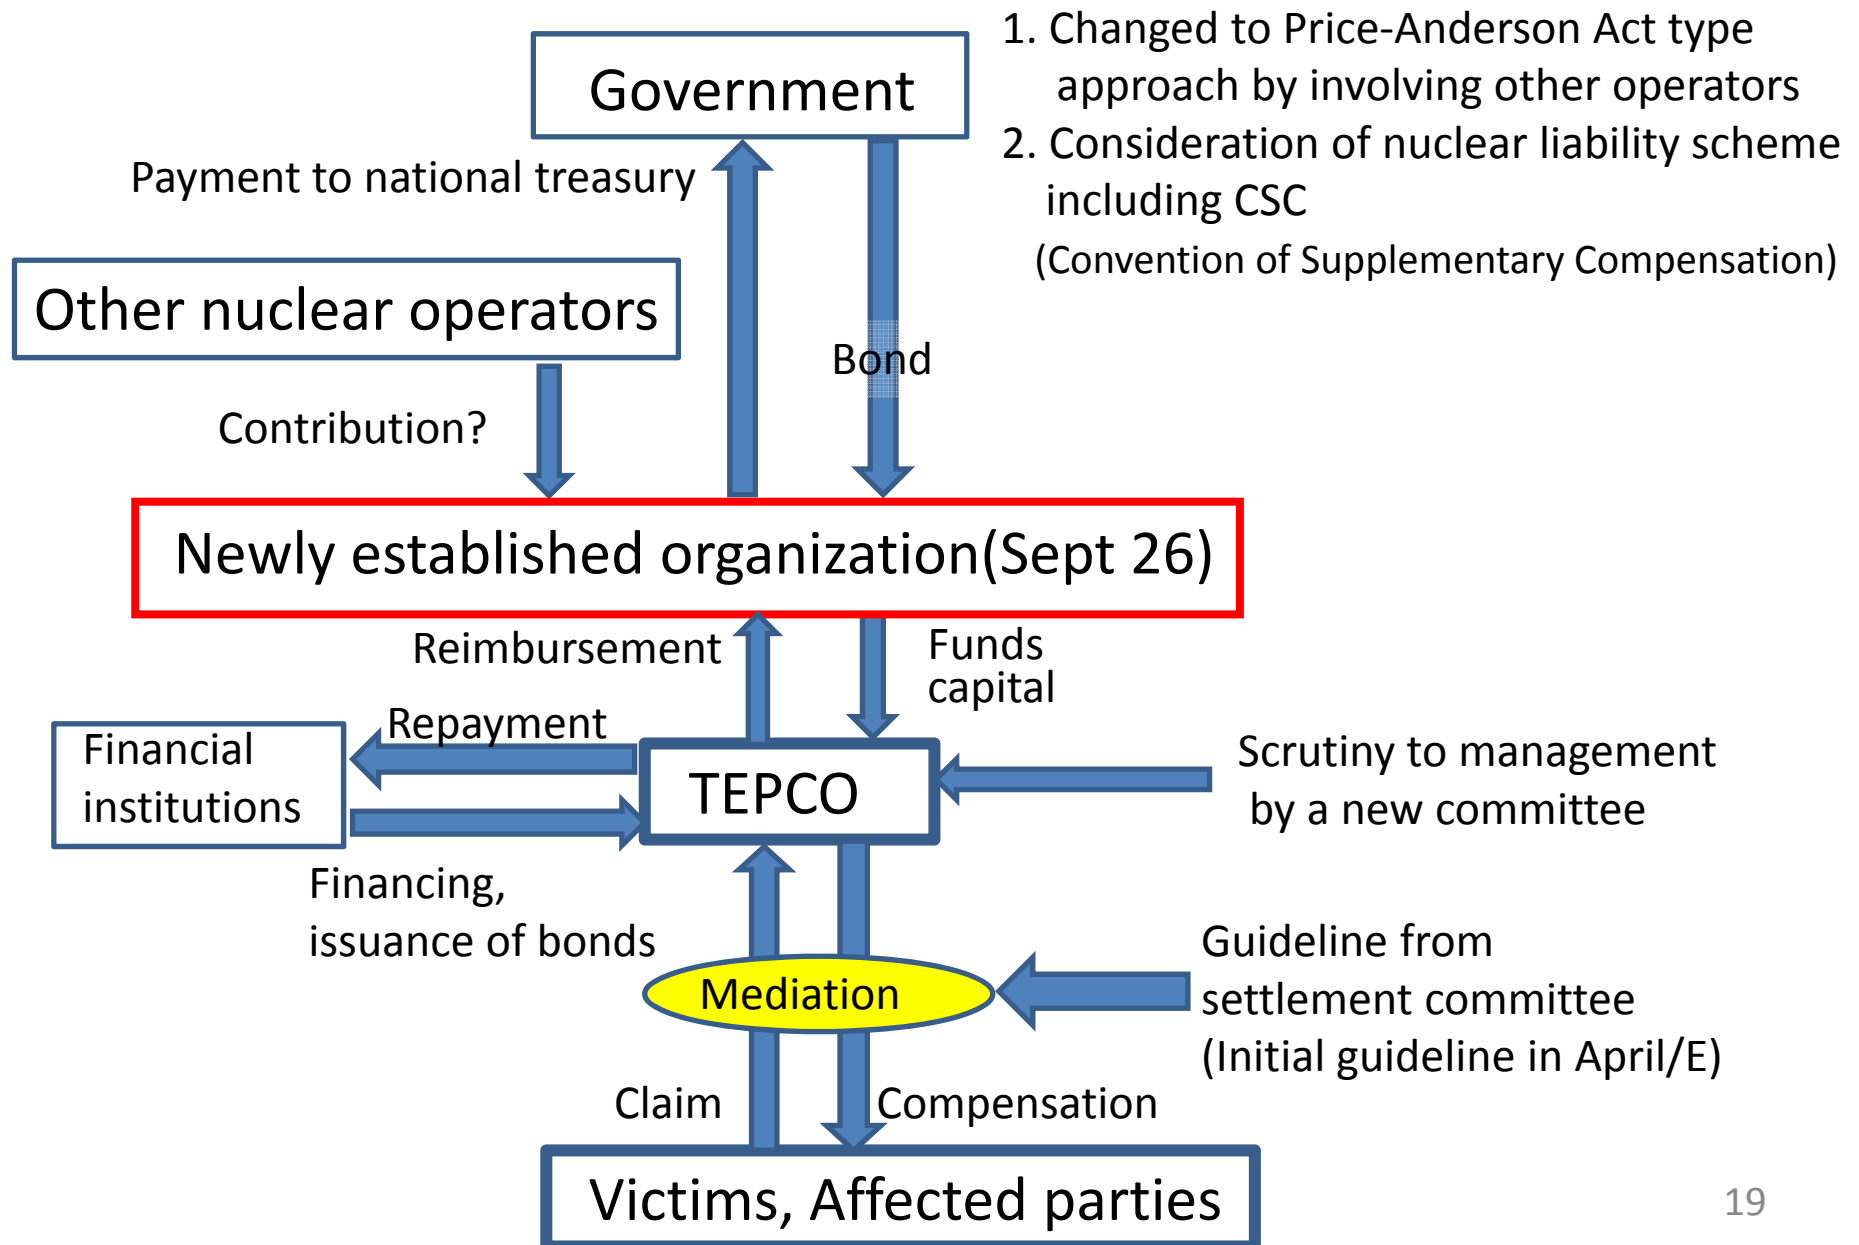 Government
1. Changed to Price-Anderson Act type
approach by involving other operators
2. Consideration of nuclear liability scheme
including CSC
(Convention of Supplementary Compensation)
Payment to national treasury
Other nuclear operators
Bond
Contribution?
Newly established organization(Sept 26)
Reimbursement
Funds
capital
Repayment
Financial
institutions
TEPCO
Scrutiny to management
by a new committee
Financing,
issuance of bonds
Mediation
Guideline from
settlement committee
(Initial guideline in April/E)
Claim
Compensation
Victims, Affected parties
19